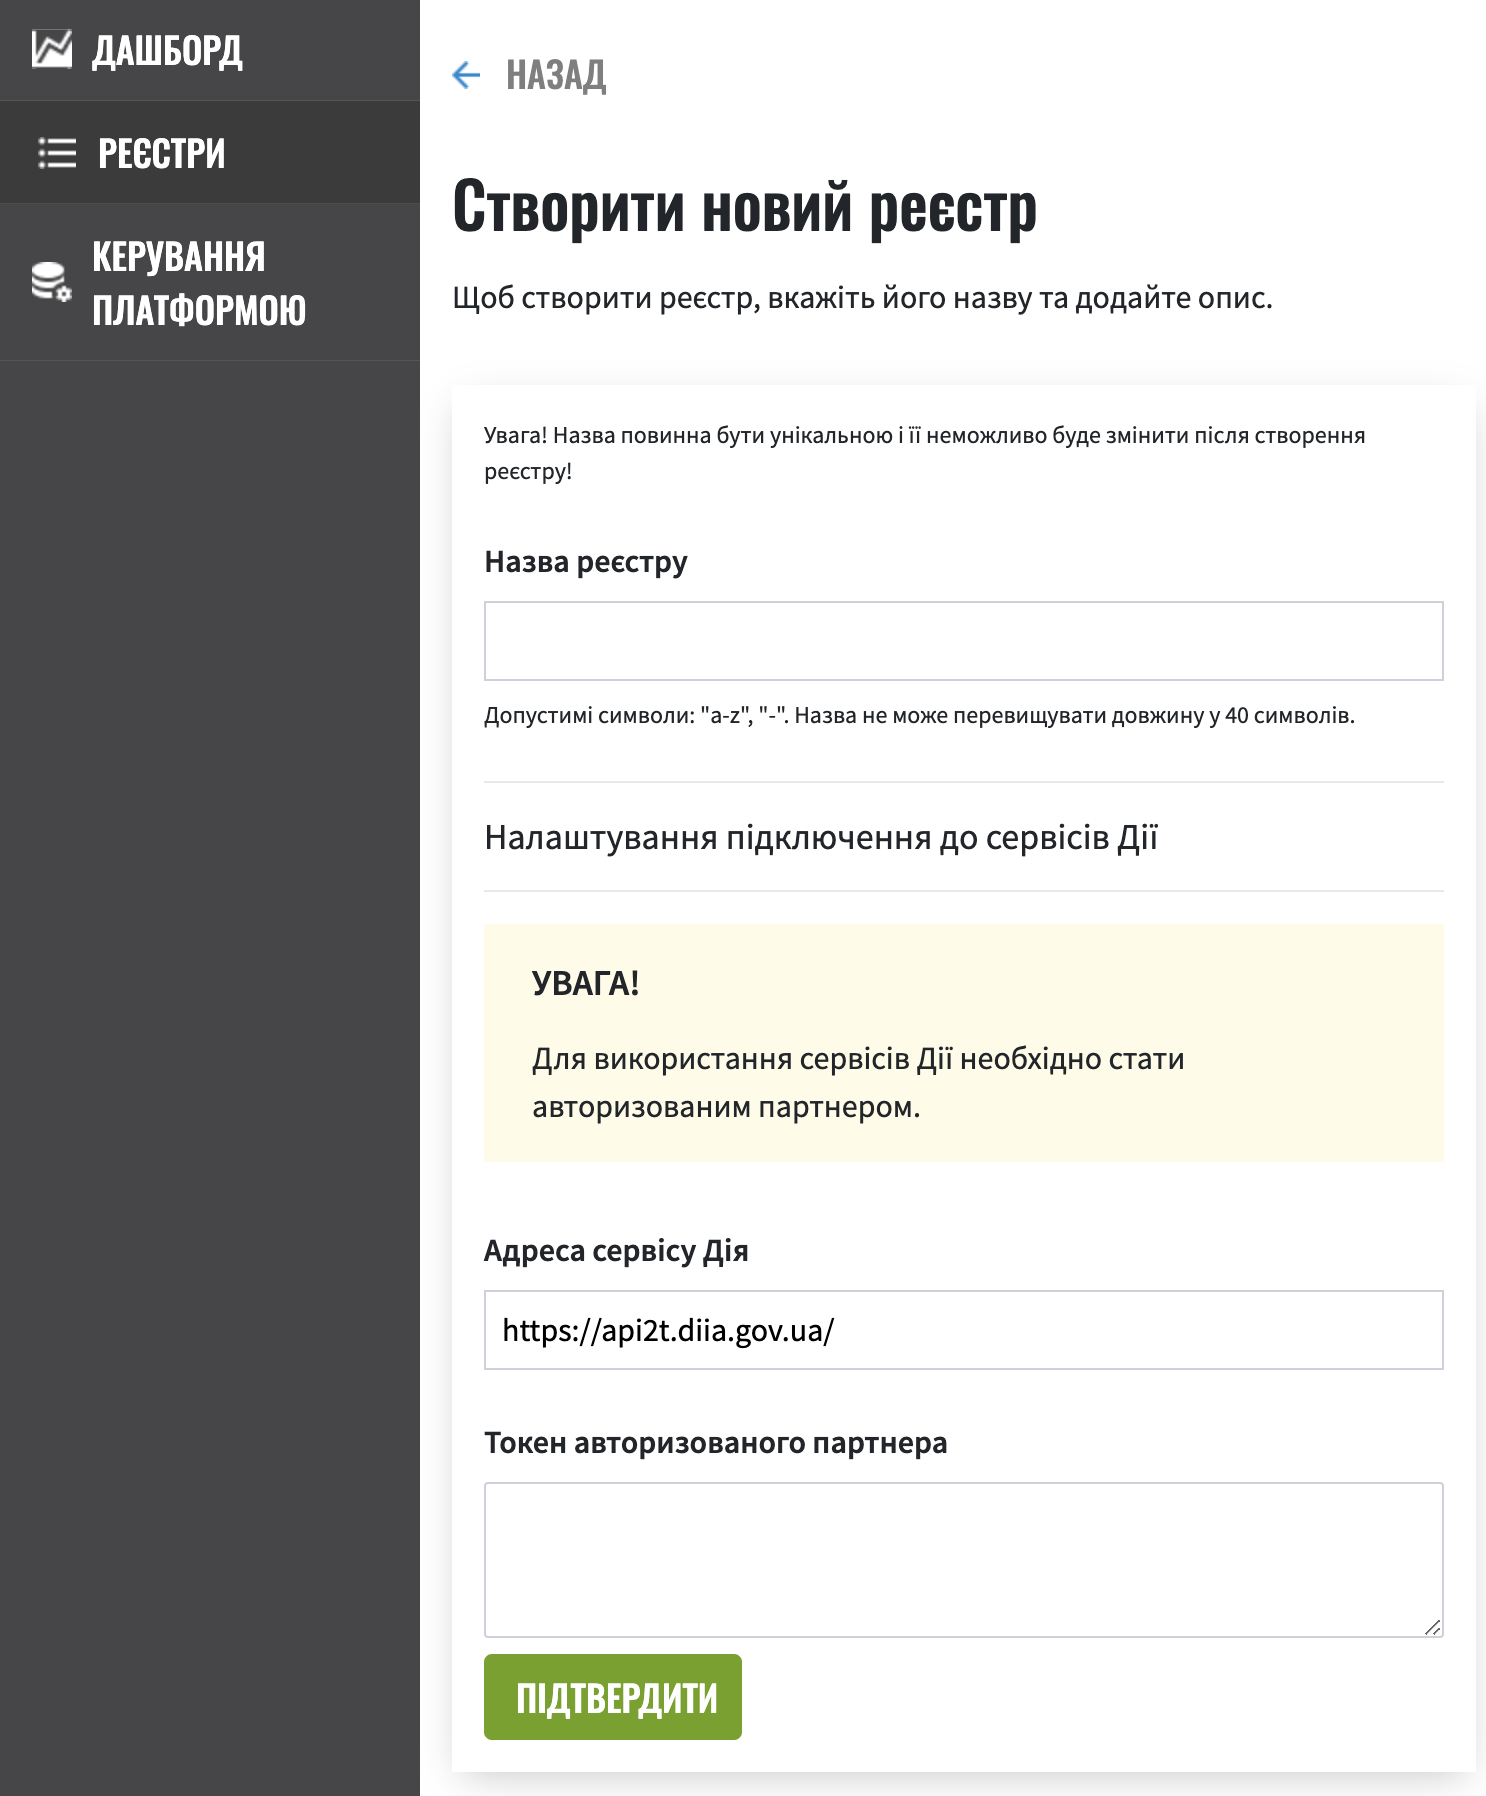 ДАШБОРД
РЕЄСТРИ
КЕРУВАННЯ
ПЛАТФОРМОЮ
НАЗАД
Створити новий реєстр
Щоб створити реєстр, вкажіть його назву та додайте опис.
Увага! Назва повинна бути унікальною і її неможливо буде змінити після створення
реєстру!
Назва реєстру
Допустимі символи: "a-z", "-". Назва не може перевищувати довжину у 40 символів.
Налаштування підключення до сервісів Дії
УВАГА!
Для використання сервісів Дії необхідно стати
авторизованим партнером.
Адреса сервісу Дія
https://api2t.diia.gov.ua/
Токен авторизованого партнера
ПІДТВЕРДИТИ